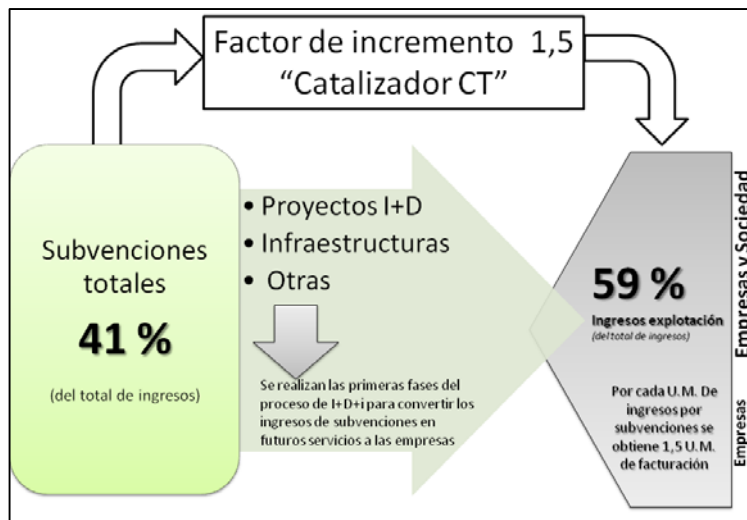 Factor de incremento 1,5
“Catalizador CT”
Subvenciones
totales
41 %
(del total de ingresos)
• Proyectos I+D
• Infraestructuras
• Otras
Se realizan las primeras fases del
proceso de I+D+i para convertir los
ingresos de subvenciones en
futuros servicios a las empresas
59 %
Ingresos explotación
(del total de ingresos)
Por cada U.M. De
ingresos por
subvenciones se
obtiene 1,5 U.M.
de facturación
Empresas y Sociedad
Empresas